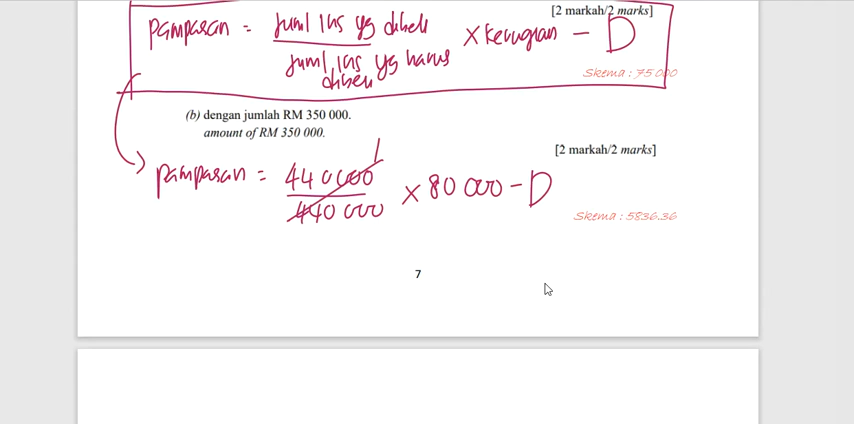 [2 markah/2 marks]
pampasan = juml ins yg dibeli / juml ins yg harus dibeli × kerugian – D
Skema : 75 000
(b) dengan jumlah RM 350 000.
amount of RM 350 000.
[2 markah/2 marks]
pampasan = 440 000 / 440 000 × 80 000 – D
1
Skema : 5836.36
7